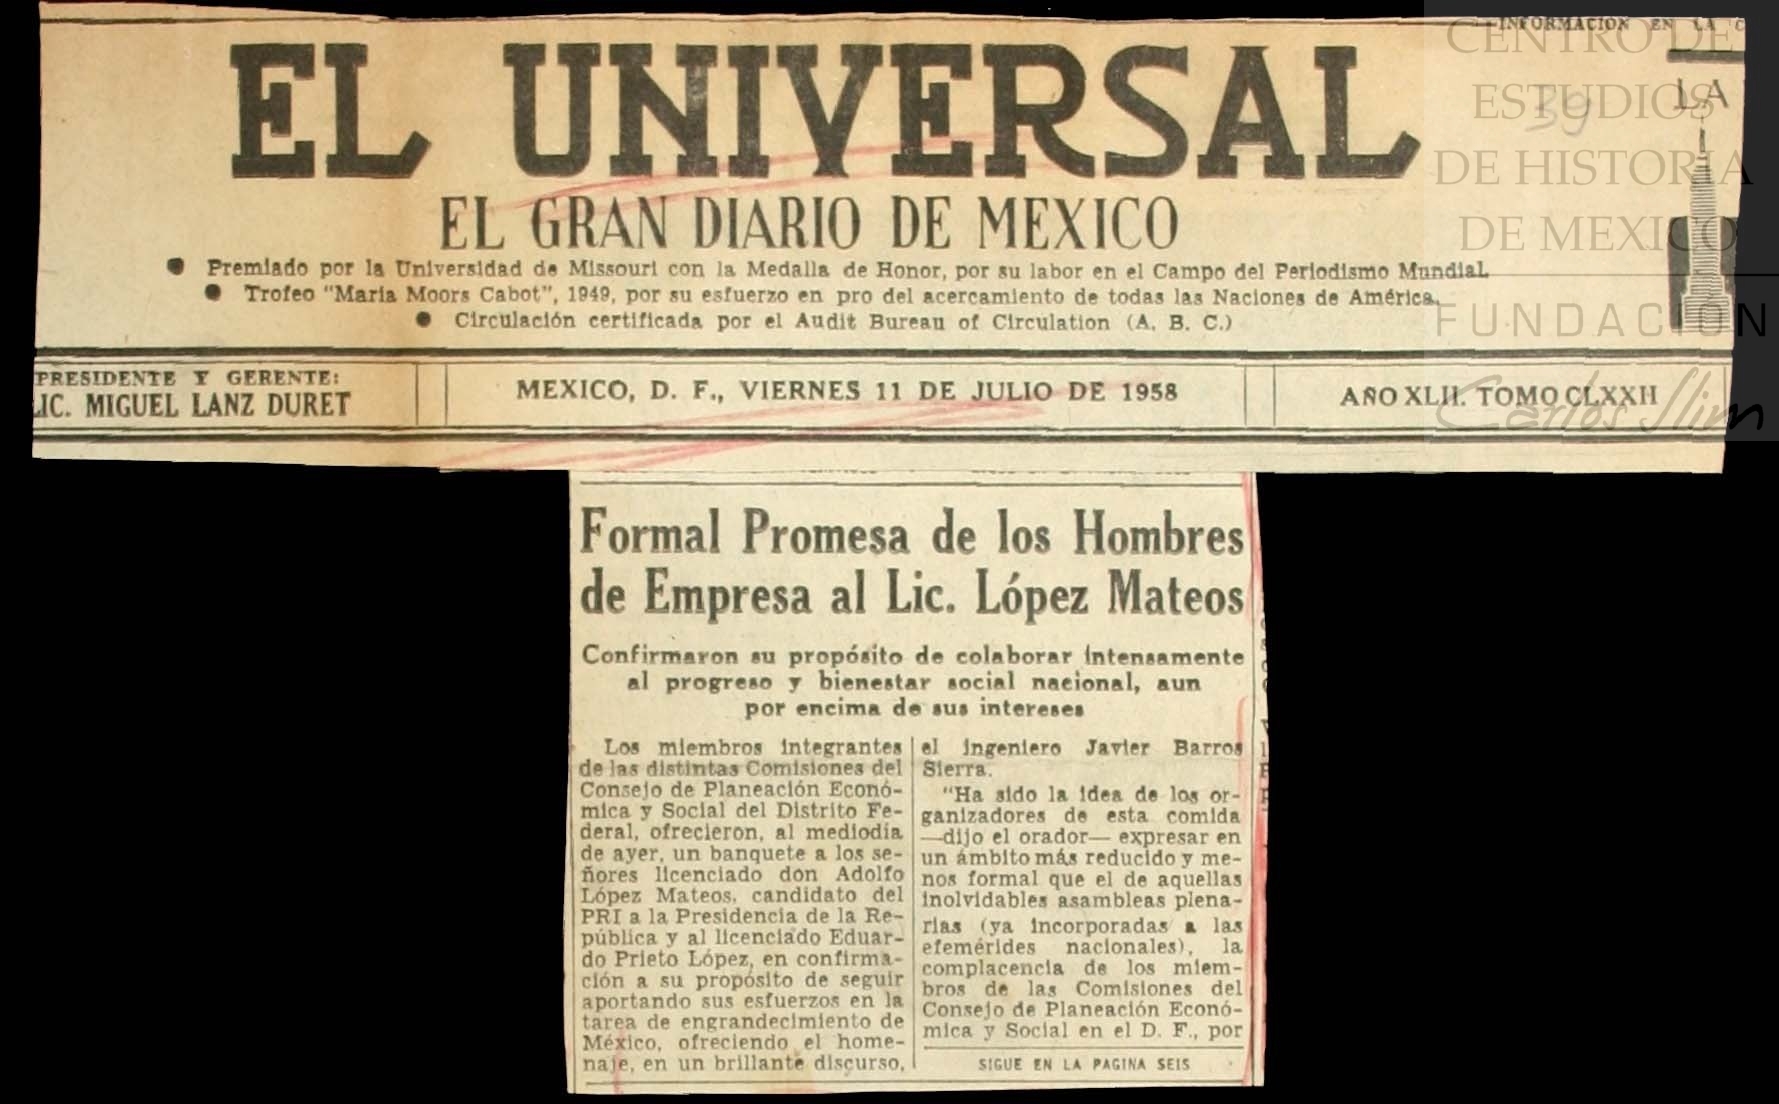 INFORMACION EN LA C
EL UNIVERSAL
EL GRAN DIARIO DE MEXICO
● Premiado por la Universidad de Missouri con la Medalla de Honor, por su labor en el Campo del Periodismo Mundial.
● Trofeo "Maria Moors Cabot", 1949, por su esfuerzo en pro del acercamiento de todas las Naciones de América.
● Circulación certificada por el Audit Bureau of Circulation (A. B. C.)
LA
39
CENTRO DE
ESTUDIOS
DE HISTORIA
DE MEXICO
FUNDACIÓN
Carlos Slim
PRESIDENTE Y GERENTE:
LIC. MIGUEL LANZ DURET
MEXICO, D. F., VIERNES 11 DE JULIO DE 1958
AÑO XLII. TOMO CLXXII
Formal Promesa de los Hombres
de Empresa al Lic. López Mateos
Confirmaron su propósito de colaborar intensamente
al progreso y bienestar social nacional, aun
por encima de sus intereses
Los miembros integrantes
de las distintas Comisiones del
Consejo de Planeación Econó-
mica y Social del Distrito Fe-
deral, ofrecieron, al mediodía
de ayer, un banquete a los se-
ñores licenciado don Adolfo
López Mateos, candidato del
PRI a la Presidencia de la Re-
pública y al licenciado Eduar-
do Prieto López, en confirma-
ción a su propósito de seguir
aportando sus esfuerzos en la
tarea de engrandecimiento de
México, ofreciendo el home-
naje, en un brillante discurso,
el ingeniero Javier Barros
Sierra.
"Ha sido la idea de los or-
ganizadores de esta comida
—dijo el orador— expresar en
un ámbito más reducido y me-
nos formal que el de aquellas
inolvidables asambleas plena-
rias (ya incorporadas a las
efemérides nacionales), la
complacencia de los miem-
bros de las Comisiones del
Consejo de Planeación Econó-
mica y Social en el D. F., por
SIGUE EN LA PAGINA SEIS